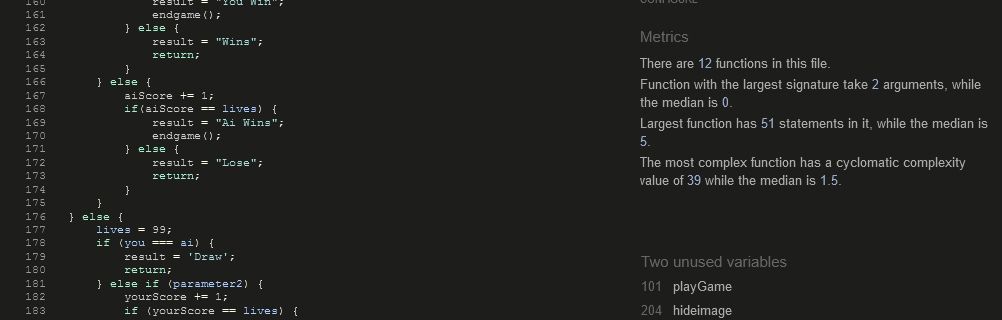 160 result = "You Win";
161 endgame();
162 } else {
163 result = "Wins";
164 return;
165 }
166 } else {
167 aiScore += 1;
168 if(aiScore == lives) {
169 result = "Ai Wins";
170 endgame();
171 } else {
172 result = "Lose";
173 return;
174 }
175 }
176 } else {
177 lives = 99;
178 if (you === ai) {
179 result = 'Draw';
180 return;
181 } else if (parameter2) {
182 yourScore += 1;
183 if (yourScore == lives) {
CONFIGURE
Metrics
There are 12 functions in this file.
Function with the largest signature take 2 arguments, while
the median is 0.
Largest function has 51 statements in it, while the median is
5.
The most complex function has a cyclomatic complexity
value of 39 while the median is 1.5.
Two unused variables
101 playGame
204 hideimage